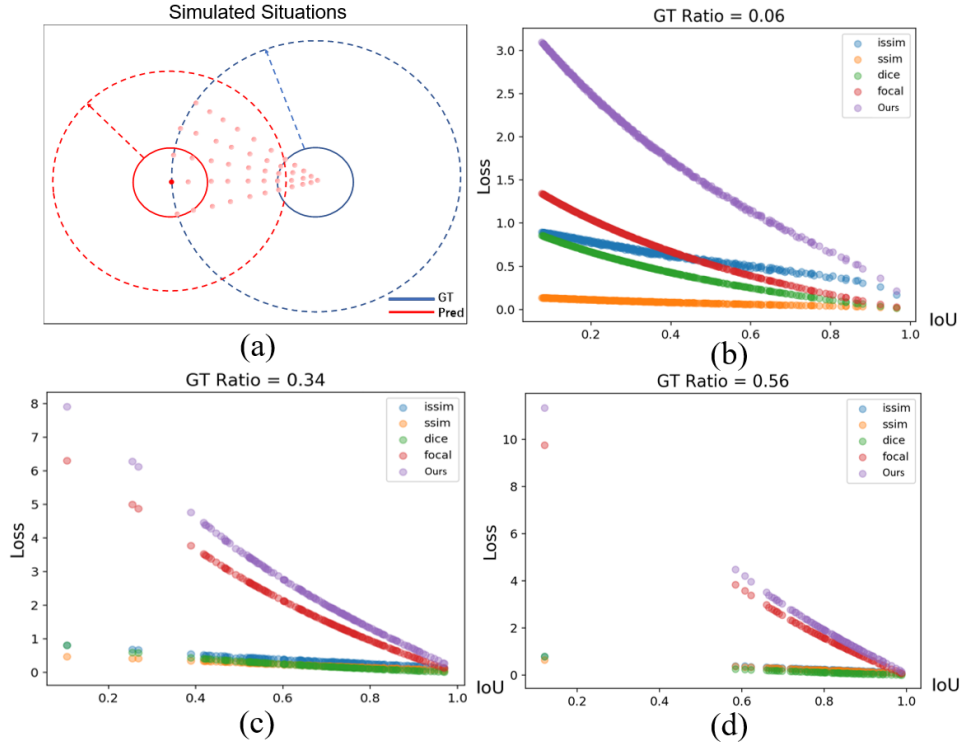 Simulated Situations
GT
Pred
(a)
GT Ratio = 0.06
Loss
3.0
2.5
2.0
1.5
1.0
0.5
0.0
issim
ssim
dice
focal
Ours
0.2 0.4 0.6 0.8 1.0
IoU
(b)
GT Ratio = 0.34
Loss
8
7
6
5
4
3
2
1
0
issim
ssim
dice
focal
Ours
0.2 0.4 0.6 0.8 1.0
IoU
(c)
GT Ratio = 0.56
Loss
10
8
6
4
2
0
issim
ssim
dice
focal
Ours
0.2 0.4 0.6 0.8 1.0
IoU
(d)